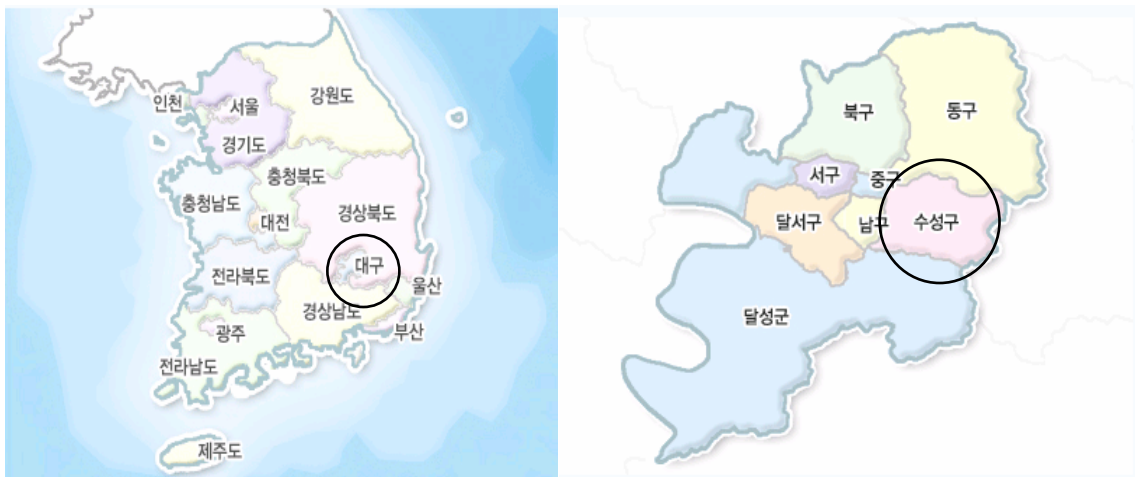 강원도
인천
서울
경기도
충청북도
충청남도
대전
경상북도
대구
전라북도
울산
경상남도
광주
부산
전라남도
제주도
북구
동구
서구
중구
달서구
남구
수성구
달성군